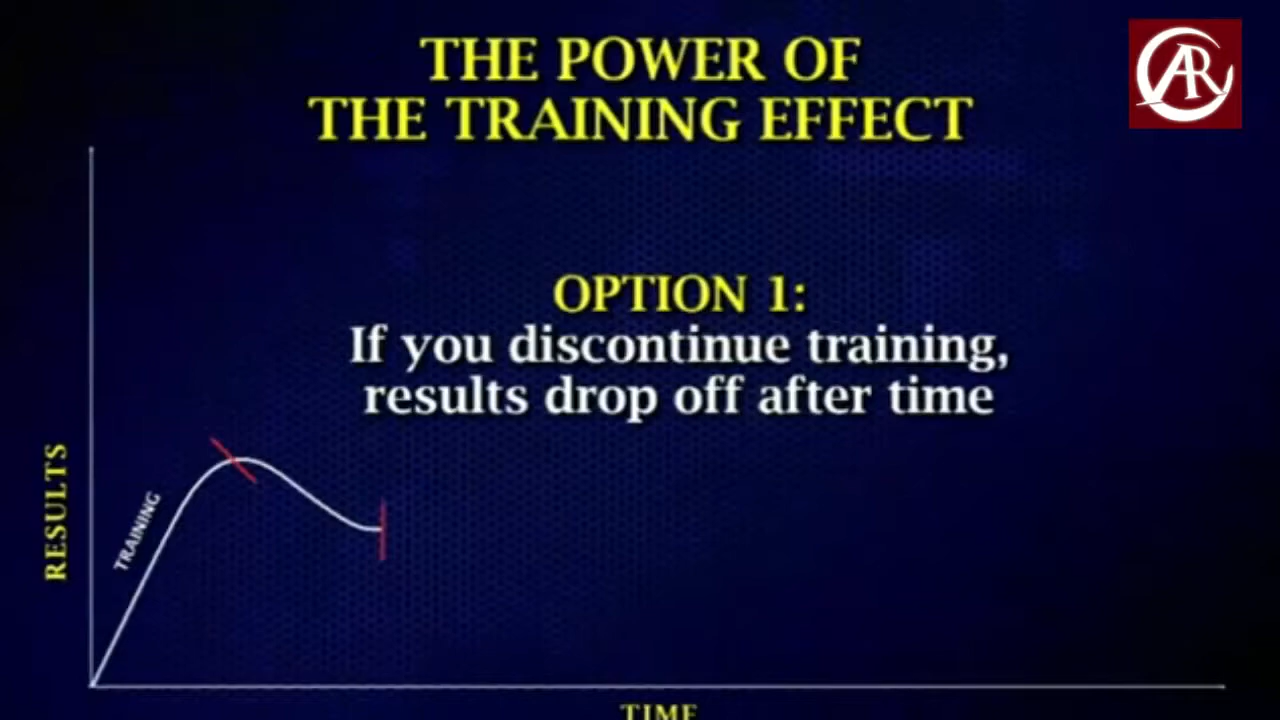 THE POWER OF
THE TRAINING EFFECT
AR
OPTION 1:
If you discontinue training,
results drop off after time
RESULTS
TRAINING
TIME